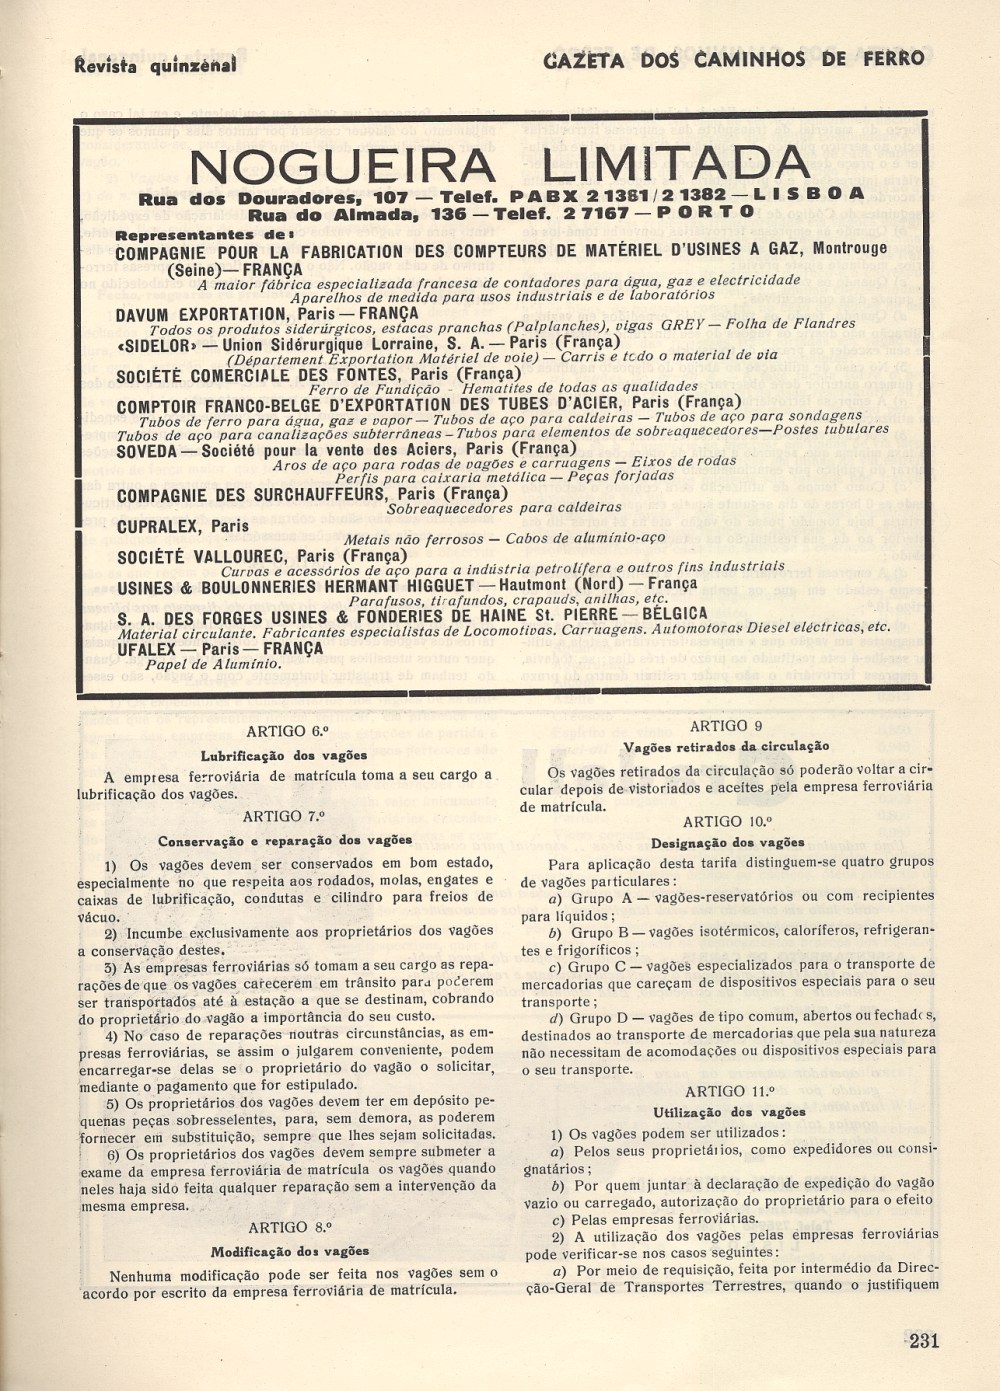 Revista quinzenal
GAZETA DOS CAMINHOS DE FERRO
NOGUEIRA LIMITADA
Rua dos Douradores, 107 — Telef. PABX 2 1381/2 1382 — LISBOA
Rua do Almada, 136 — Telef. 2 7167 — PORTO
Representantes de:
COMPAGNIE POUR LA FABRICATION DES COMPTEURS DE MATÉRIEL D'USINES A GAZ, Montrouge
(Seine) — FRANÇA
A maior fábrica especializada francesa de contadores para água, gaz e electricidade
Aparelhos de medida para usos industriais e de laboratórios
DAVUM EXPORTATION, Paris — FRANÇA
Todos os produtos siderúrgicos, estacas pranchas (Palplanches), vigas GREY — Folha de Flandres
«SIDELOR» — Union Sidérurgique Lorraine, S. A. — Paris (França)
(Département Exportation Matériel de voie) — Carris e todo o material de via
SOCIÉTÉ COMERCIALE DES FONTES, Paris (França)
Ferro de Fundição - Hematites de todas as qualidades
COMPTOIR FRANCO-BELGE D'EXPORTATION DES TUBES D'ACIER, Paris (França)
Tubos de ferro para água, gaz e vapor — Tubos de aço para caldeiras — Tubos de aço para sondagens
Tubos de aço para canalizações subterrâneas – Tubos para elementos de sobreaquecedores — Postes tubulares
SOVEDA — Société pour la vente des Aciers, Paris (França)
Aros de aço para rodas de vagões e carruagens — Eixos de rodas
Perfis para caixaria metálica — Peças forjadas
COMPAGNIE DES SURCHAUFFEURS, Paris (França)
Sobreaquecedores para caldeiras
CUPRALEX, Paris
Metais não ferrosos — Cabos de alumínio-aço
SOCIÉTÉ VALLOUREC, Paris (França)
Curvas e acessórios de aço para a indústria petrolífera e outros fins industriais
USINES & BOULONNERIES HERMANT HIGGUET — Hautmont (Nord) — França
Parafusos, tirafundos, crapauds, anilhas, etc.
S. A. DES FORGES USINES & FONDERIES DE HAINE St. PIERRE — BÉLGICA
Material circulante. Fabricantes especialistas de Locomotivas. Carruagens. Automotoras Diesel eléctricas, etc.
UFALEX — Paris — FRANÇA
Papel de Alumínio.
ARTIGO 6.º
Lubrificação dos vagões
A empresa ferroviária de matrícula toma a seu cargo a
lubrificação dos vagões.
ARTIGO 7.º
Conservação e reparação dos vagões
1) Os vagões devem ser conservados em bom estado,
especialmente no que respeita aos rodados, molas, engates e
caixas de lubrificação, condutas e cilindro para freios de
vácuo.
2) Incumbe exclusivamente aos proprietários dos vagões
a conservação destes.
3) As empresas ferroviárias só tomam a seu cargo as repa-
rações de que os vagões carecerem em trânsito para poderem
ser transportados até à estação a que se destinam, cobrando
do proprietário do vagão a importância do seu custo.
4) No caso de reparações noutras circunstâncias, as em-
presas ferroviárias, se assim o julgarem conveniente, podem
encarregar-se delas se o proprietário do vagão o solicitar,
mediante o pagamento que for estipulado.
5) Os proprietários dos vagões devem ter em depósito pe-
quenas peças sobresselentes, para, sem demora, as poderem
fornecer em substituição, sempre que lhes sejam solicitadas.
6) Os proprietários dos vagões devem sempre submeter a
exame da empresa ferroviária de matrícula os vagões quando
neles haja sido feita qualquer reparação sem a intervenção da
mesma empresa.
ARTIGO 8.º
Modificação dos vagões
Nenhuma modificação pode ser feita nos vagões sem o
acordo por escrito da empresa ferroviária de matrícula.
ARTIGO 9
Vagões retirados da circulação
Os vagões retirados da circulação só poderão voltar a cir-
cular depois de vistoriados e aceites pela empresa ferroviária
de matrícula.
ARTIGO 10.º
Designação dos vagões
Para aplicação desta tarifa distinguem-se quatro grupos
de vagões particulares:
a) Grupo A — vagões-reservatórios ou com recipientes
para líquidos;
b) Grupo B — vagões isotérmicos, caloríferos, refrigeran-
tes e frigoríficos;
c) Grupo C — vagões especializados para o transporte de
mercadorias que careçam de dispositivos especiais para o seu
transporte;
d) Grupo D — vagões de tipo comum, abertos ou fechados,
destinados ao transporte de mercadorias que pela sua natureza
não necessitam de acomodações ou dispositivos especiais para
o seu transporte.
ARTIGO 11.º
Utilização dos vagões
1) Os vagões podem ser utilizados:
a) Pelos seus proprietários, como expedidores ou consi-
gnatários;
b) Por quem juntar à declaração de expedição do vagão
vazio ou carregado, autorização do proprietário para o efeito
c) Pelas empresas ferroviárias.
2) A utilização dos vagões pelas empresas ferroviárias
pode verificar-se nos casos seguintes:
a) Por meio de requisição, feita por intermédio da Direc-
ção-Geral de Transportes Terrestres, quando o justifiquem
231